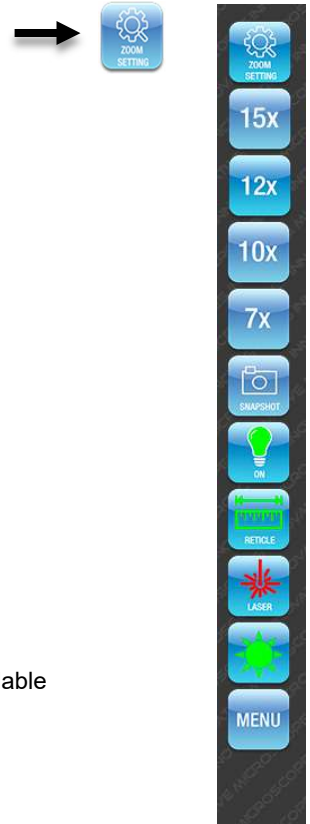 ZOOM
SETTING
ZOOM
SETTING
15x
12x
10x
7x
SNAPSHOT
ON
RETICLE
LASER
able
MENU